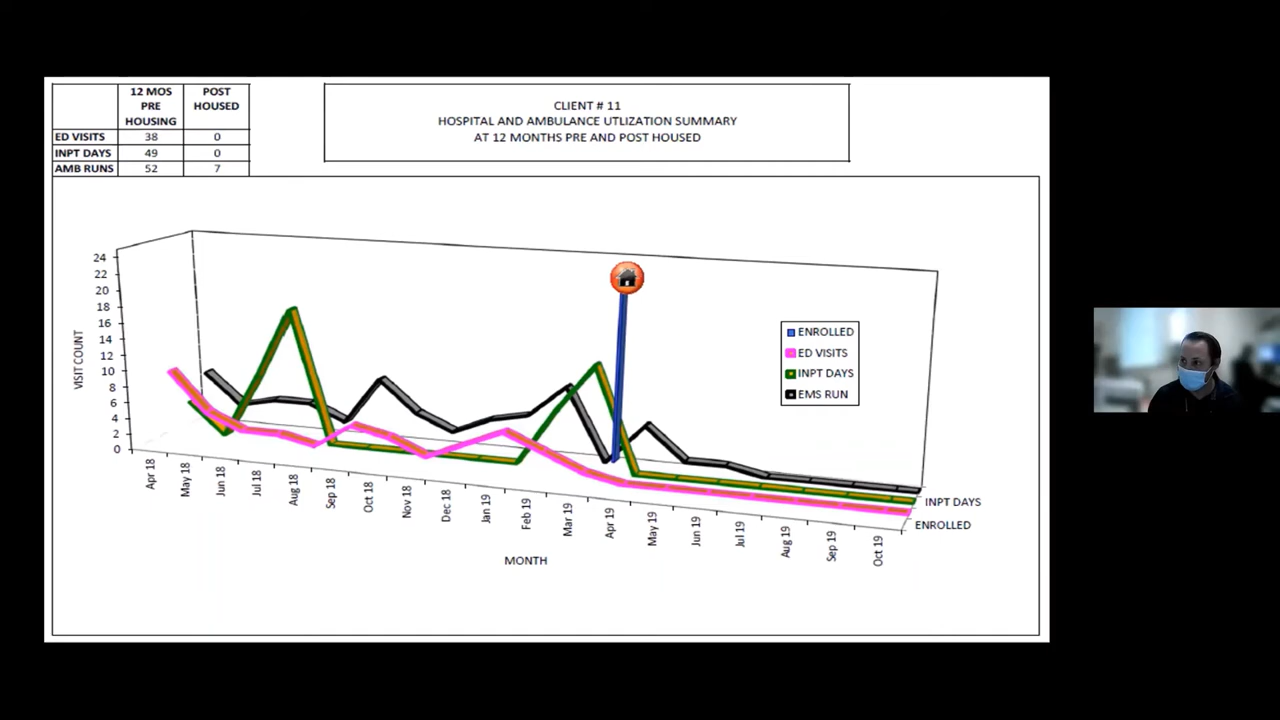 12 MOS
PRE
HOUSING
POST
HOUSED
ED VISITS 38 0
INPT DAYS 49 0
AMB RUNS 52 7
CLIENT # 11
HOSPITAL AND AMBULANCE UTLIZATION SUMMARY
AT 12 MONTHS PRE AND POST HOUSED
24
22
20
18
16
14
12
10
8
6
4
2
0
VISIT COUNT
ENROLLED
ED VISITS
INPT DAYS
EMS RUN
INPT DAYS
ENROLLED
Apr 18
May 18
Jun 18
Jul 18
Aug 18
Sep 18
Oct 18
Nov 18
Dec 18
Jan 19
Feb 19
Mar 19
Apr 19
May 19
Jun 19
Jul 19
Aug 19
Sep 19
Oct 19
MONTH